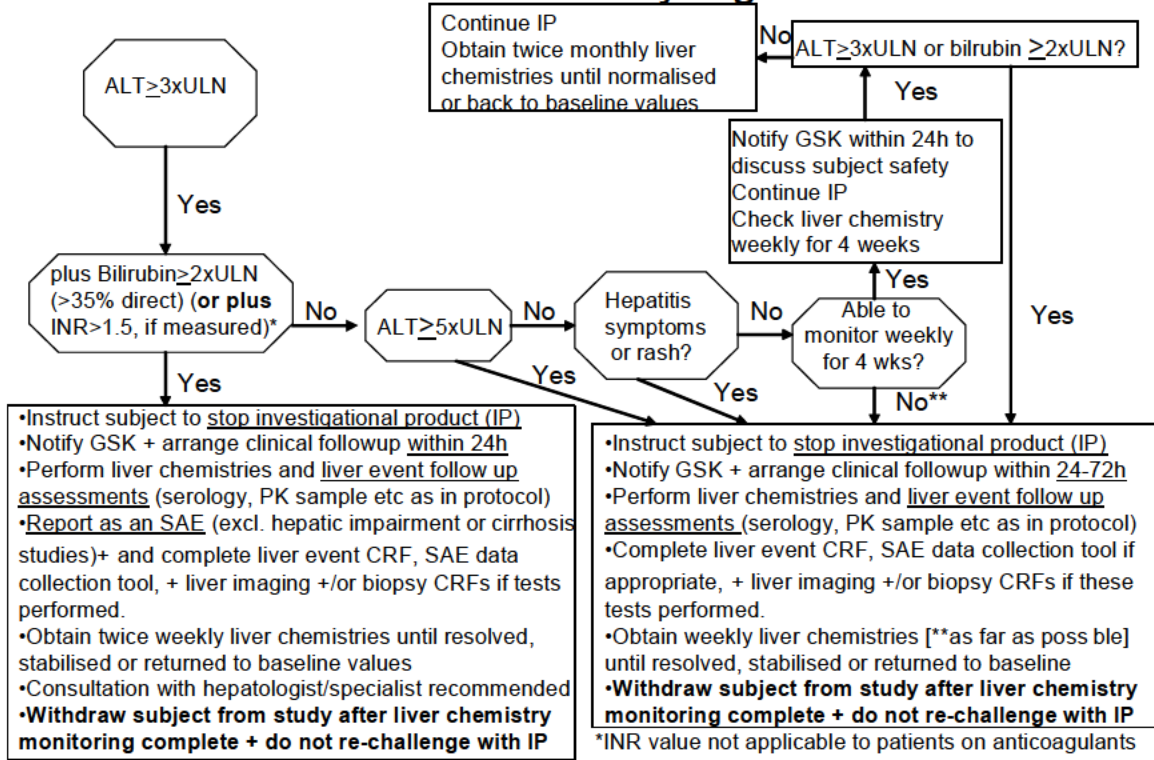 Continue IP
Obtain twice monthly liver
chemistries until normalised
or back to baseline values
No
ALT≥3xULN or bilrubin ≥2xULN?
ALT≥3xULN
Yes
Notify GSK within 24h to
discuss subject safety
Continue IP
Check liver chemistry
weekly for 4 weeks
Yes
plus Bilirubin≥2xULN
(>35% direct) (or plus
INR>1.5, if measured)*
No
ALT≥5xULN
No
Hepatitis
symptoms
or rash?
No
Able to
monitor weekly
for 4 wks?
Yes
Yes
Yes
Yes
Yes
No**
•Instruct subject to stop investigational product (IP)
•Notify GSK + arrange clinical followup within 24h
•Perform liver chemistries and liver event follow up
assessments (serology, PK sample etc as in protocol)
•Report as an SAE (excl. hepatic impairment or cirrhosis
studies)+ and complete liver event CRF, SAE data
collection tool, + liver imaging +/or biopsy CRFs if tests
performed.
•Obtain twice weekly liver chemistries until resolved,
stabilised or returned to baseline values
•Consultation with hepatologist/specialist recommended
•Withdraw subject from study after liver chemistry
monitoring complete + do not re-challenge with IP
•Instruct subject to stop investigational product (IP)
•Notify GSK + arrange clinical followup within 24-72h
•Perform liver chemistries and liver event follow up
assessments (serology, PK sample etc as in protocol)
•Complete liver event CRF, SAE data collection tool if
appropriate, + liver imaging +/or biopsy CRFs if these
tests performed.
•Obtain weekly liver chemistries [**as far as poss ble]
until resolved, stabilised or returned to baseline
•Withdraw subject from study after liver chemistry
monitoring complete + do not re-challenge with IP
*INR value not applicable to patients on anticoagulants